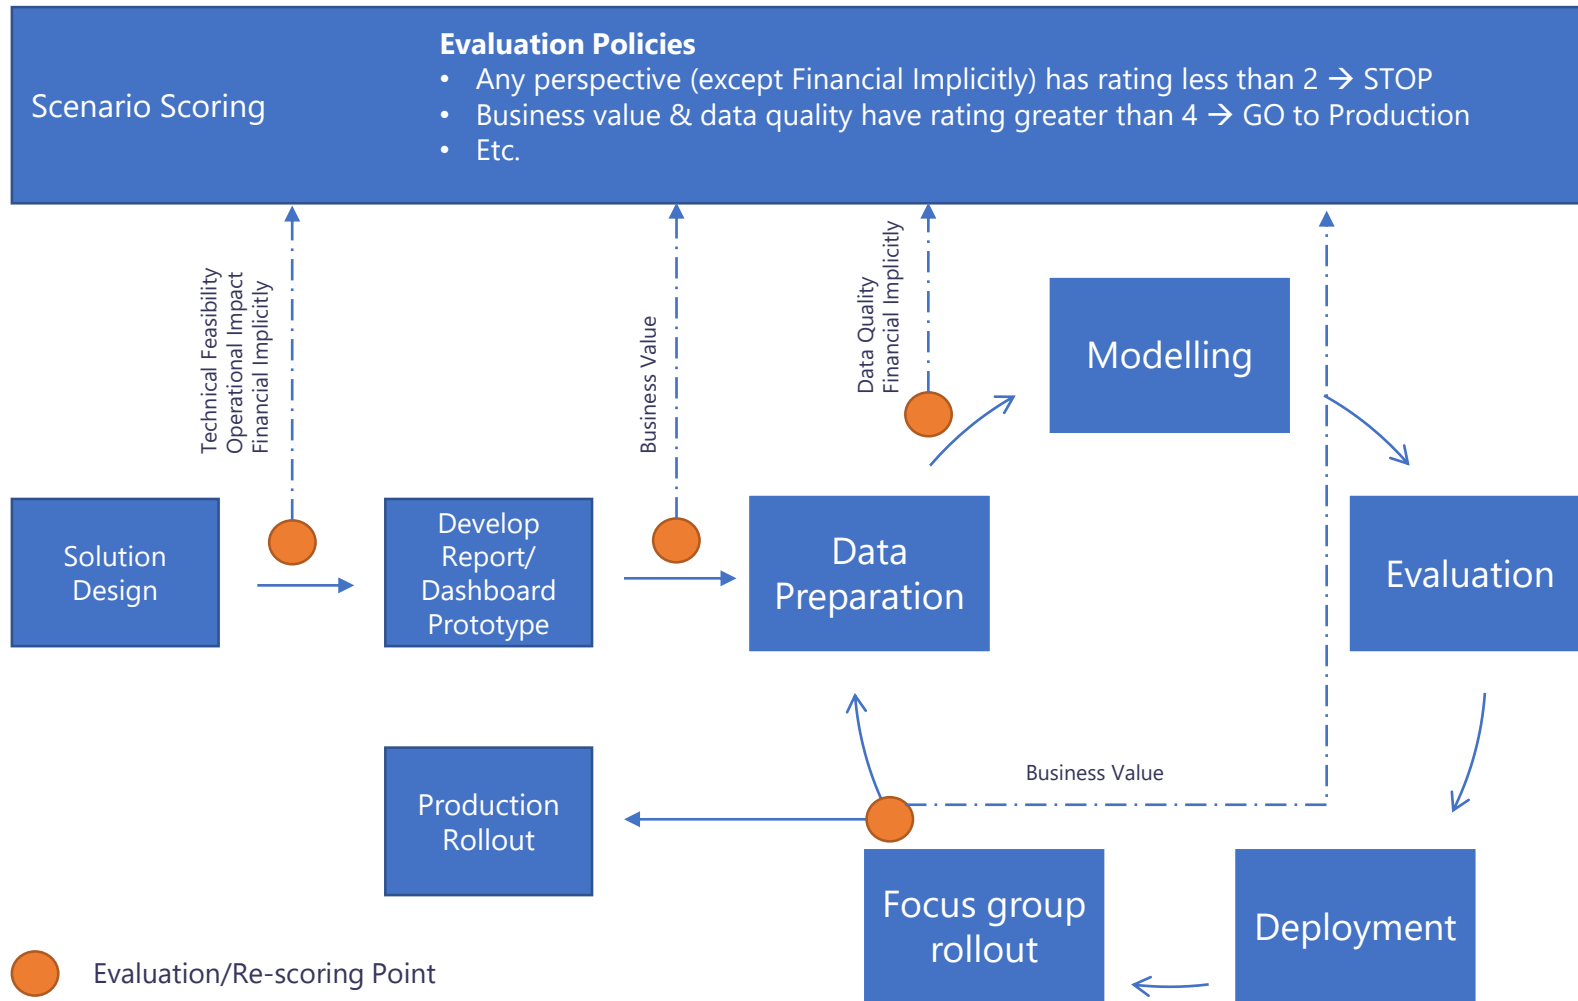 Evaluation Policies
Scenario Scoring
• Any perspective (except Financial Implicitly) has rating less than 2 → STOP
• Business value & data quality have rating greater than 4 → GO to Production
• Etc.
Technical Feasibility
Operational Impact
Financial Implicitly
Business Value
Data Quality
Financial Implicitly
Modelling
Solution
Design
Develop
Report/
Dashboard
Prototype
Data
Preparation
Evaluation
Production
Rollout
Business Value
Focus group
rollout
Deployment
Evaluation/Re-scoring Point